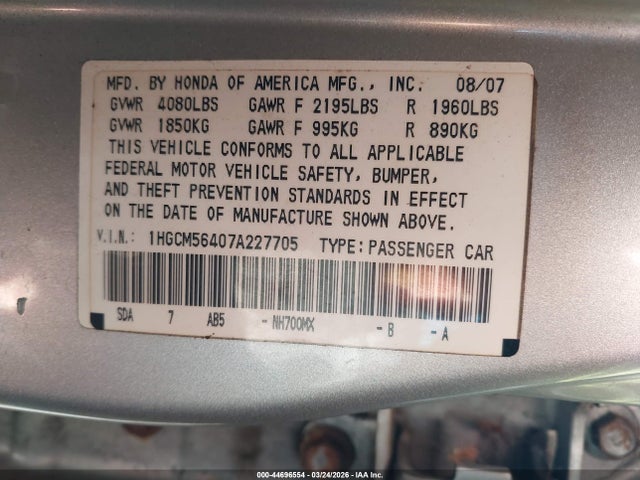 MFD. BY HONDA OF AMERICA MFG., INC. 08/07
GVWR 4080LBS GAWR F 2195LBS R 1960LBS
GVWR 1850KG GAWR F 995KG R 890KG
THIS VEHICLE CONFORMS TO ALL APPLICABLE
FEDERAL MOTOR VEHICLE SAFETY, BUMPER,
AND THEFT PREVENTION STANDARDS IN EFFECT
ON THE DATE OF MANUFACTURE SHOWN ABOVE.
V.I.N.: 1HGCM56407A227705 TYPE: PASSENGER CAR
SDA 7 AB5 - NH700MX - B - A
000-44696554 | 03/24/2026 - IAA Inc.